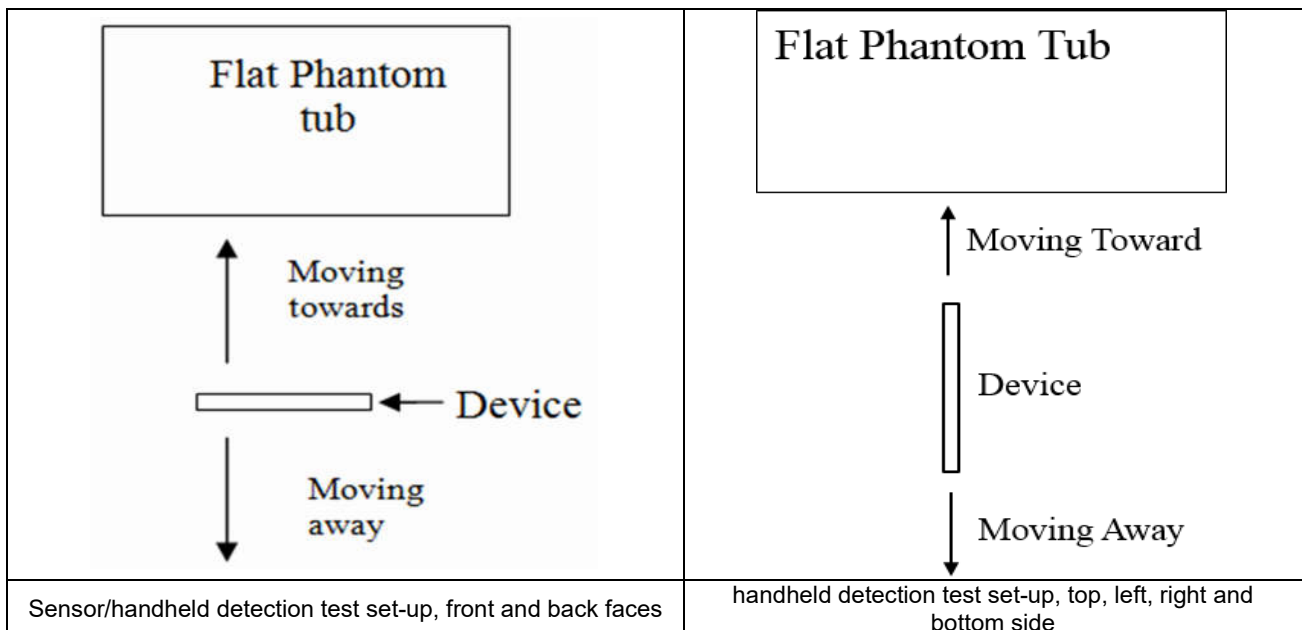 Flat Phantom
tub
Moving
towards
Device
Moving
away
Sensor/handheld detection test set-up, front and back faces
Flat Phantom Tub
Moving Toward
Device
Moving Away
handheld detection test set-up, top, left, right and
bottom side